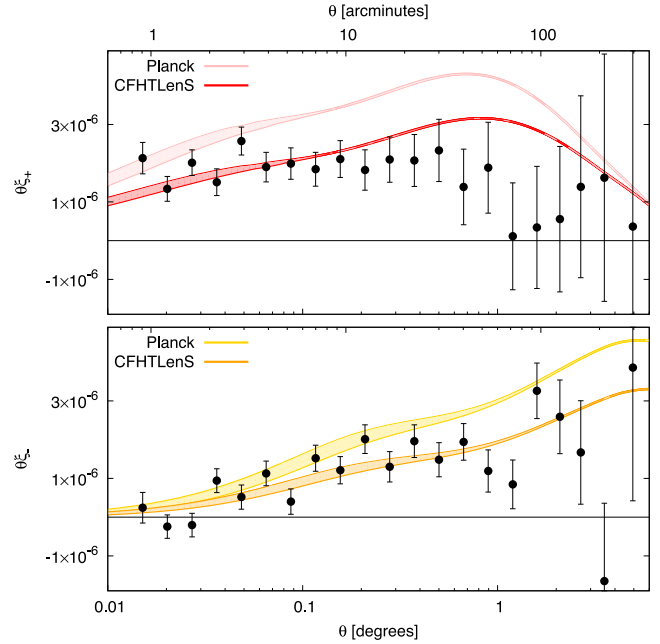 θ [arcminutes]
1 10 100
Planck
CFHTLenS
3×10⁻⁶
1×10⁻⁶
-1×10⁻⁶
θξ₊
Planck
CFHTLenS
3×10⁻⁶
1×10⁻⁶
-1×10⁻⁶
θξ₋
0.01 0.1 1
θ [degrees]